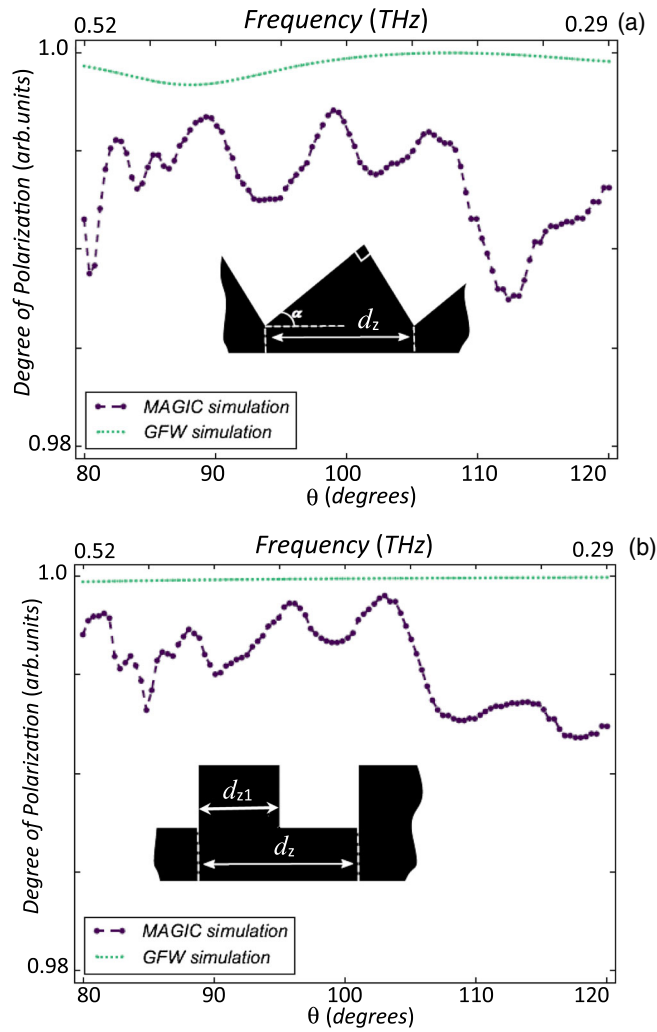 0.52 Frequency (THz) 0.29 (a)
1.0
Degree of Polarization (arb.units)
α
dz
MAGIC simulation
GFW simulation
0.98
80 90 100 110 120
θ (degrees)
0.52 Frequency (THz) 0.29 (b)
1.0
Degree of Polarization (arb.units)
dz1
dz
MAGIC simulation
GFW simulation
0.98
80 90 100 110 120
θ (degrees)